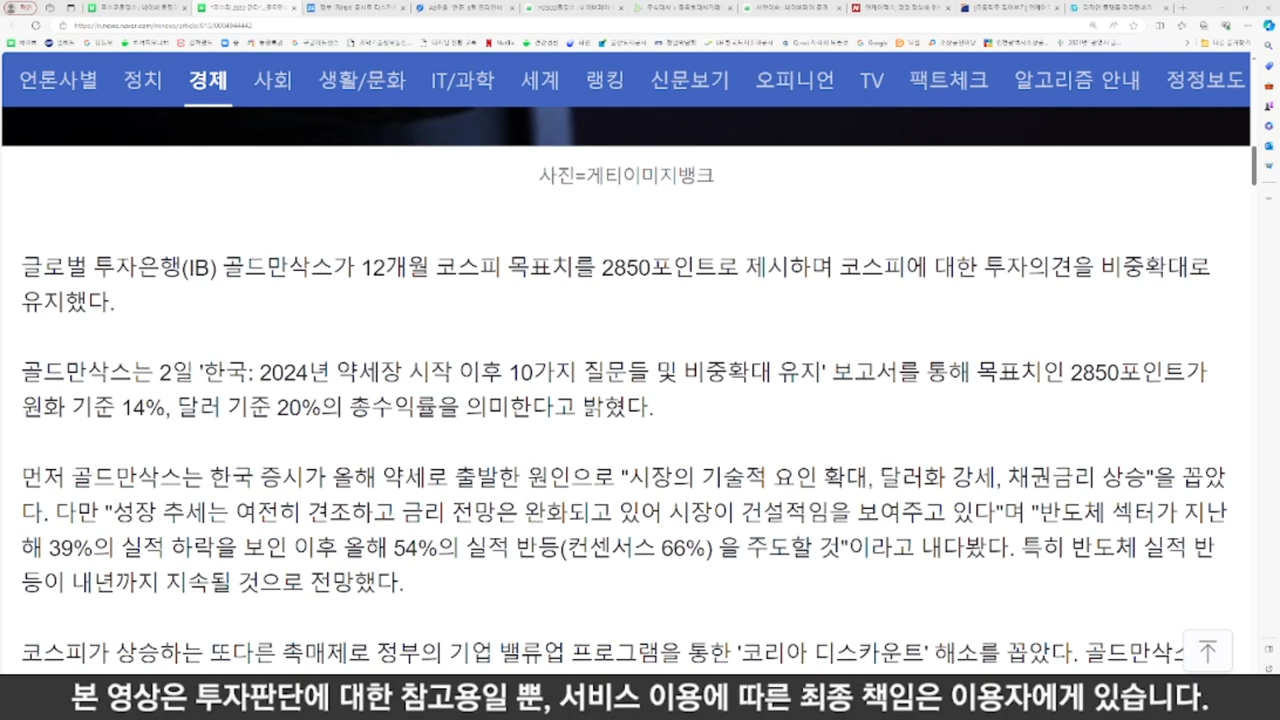 https://n.news.naver.com/mnews/article/015/0004944442
언론사별 정치 경제 사회 생활/문화 IT/과학 세계 랭킹 신문보기 오피니언 TV 팩트체크 알고리즘 안내 정정보도
사진=게티이미지뱅크
글로벌 투자은행(IB) 골드만삭스가 12개월 코스피 목표치를 2850포인트로 제시하며 코스피에 대한 투자의견을 비중확대로
유지했다.
골드만삭스는 2일 '한국: 2024년 약세장 시작 이후 10가지 질문들 및 비중확대 유지' 보고서를 통해 목표치인 2850포인트가
원화 기준 14%, 달러 기준 20%의 총수익률을 의미한다고 밝혔다.
먼저 골드만삭스는 한국 증시가 올해 약세로 출발한 원인으로 "시장의 기술적 요인 확대, 달러화 강세, 채권금리 상승"을 꼽았
다. 다만 "성장 추세는 여전히 견조하고 금리 전망은 완화되고 있어 시장이 건설적임을 보여주고 있다"며 "반도체 섹터가 지난
해 39%의 실적 하락을 보인 이후 올해 54%의 실적 반등(컨센서스 66%) 을 주도할 것"이라고 내다봤다. 특히 반도체 실적 반
등이 내년까지 지속될 것으로 전망했다.
코스피가 상승하는 또다른 촉매제로 정부의 기업 밸류업 프로그램을 통한 '코리아 디스카운트' 해소를 꼽았다. 골드만삭스
본 영상은 투자판단에 대한 참고용일 뿐, 서비스 이용에 따른 최종 책임은 이용자에게 있습니다.